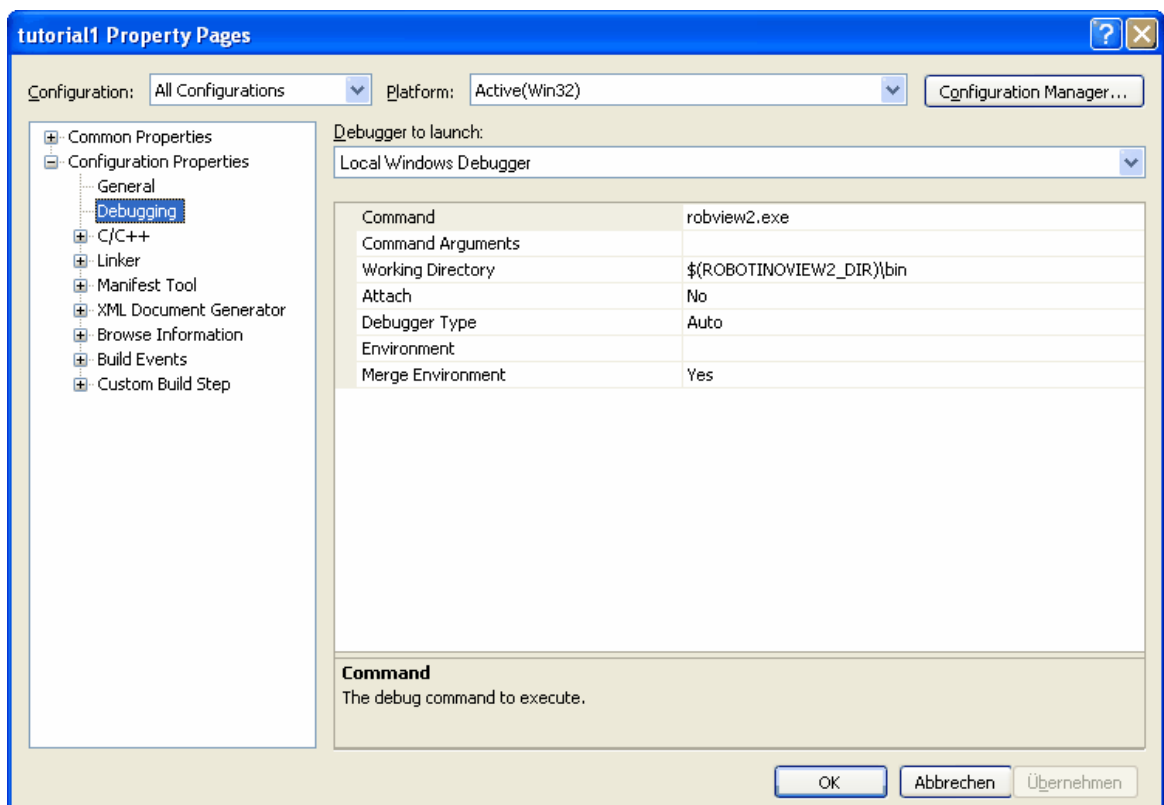 tutorial1 Property Pages
Configuration: All Configurations Platform: Active(Win32) Configuration Manager...
Common Properties
Configuration Properties
General
Debugging
C/C++
Linker
Manifest Tool
XML Document Generator
Browse Information
Build Events
Custom Build Step
Debugger to launch:
Local Windows Debugger
Command robview2.exe
Command Arguments
Working Directory $(ROBOTINOVIEW2_DIR)\bin
Attach No
Debugger Type Auto
Environment
Merge Environment Yes
Command
The debug command to execute.
OK Abbrechen Übernehmen